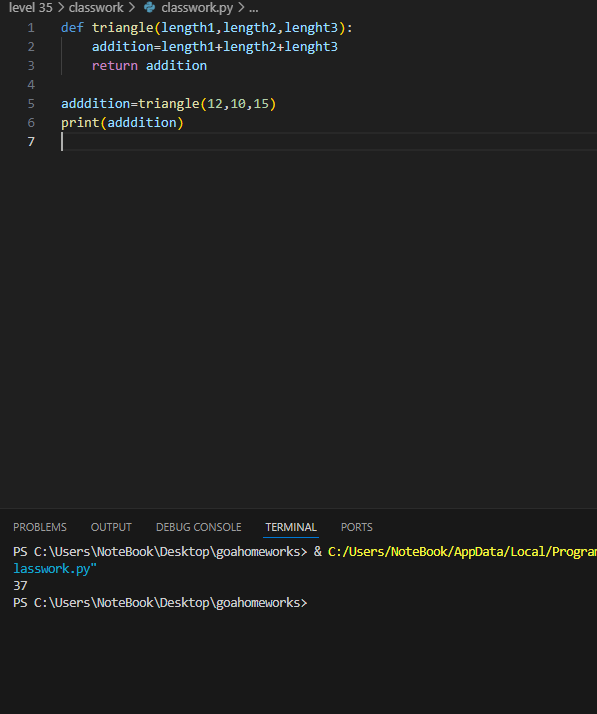 level 35 > classwork > classwork.py > ...
1 def triangle(length1,length2,lenght3):
2     addition=length1+length2+lenght3
3     return addition
4
5 adddition=triangle(12,10,15)
6 print(adddition)
7
PROBLEMS OUTPUT DEBUG CONSOLE TERMINAL PORTS
PS C:\Users\NoteBook\Desktop\goahomeworks> & C:/Users/NoteBook/AppData/Local/Program
lasswork.py"
37
PS C:\Users\NoteBook\Desktop\goahomeworks>